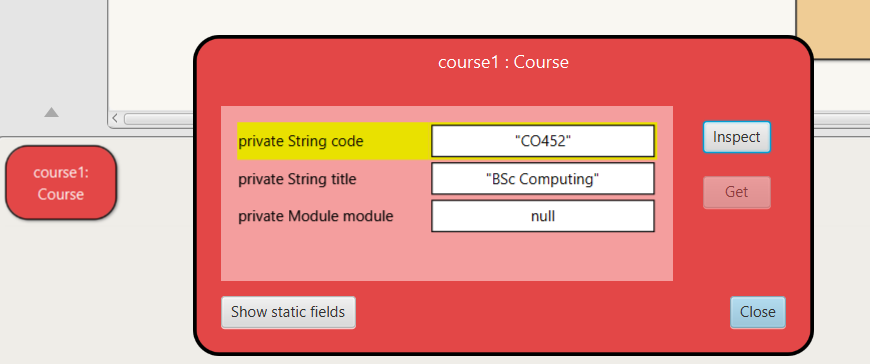 course1 : Course
private String code "CO452"
Inspect
private String title "BSc Computing"
Get
private Module module null
course1:
Course
Show static fields
Close